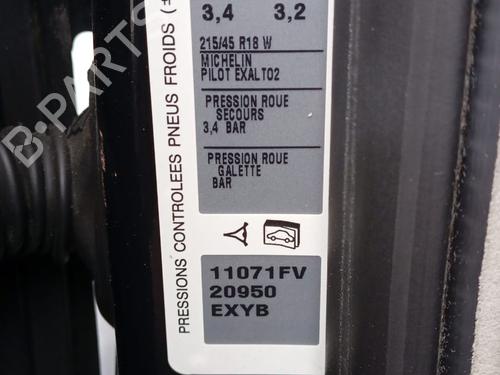 3,4 3,2
215/45 R18 W
MICHELIN
PILOT EXALTO2
PRESSION ROUE
SECOURS
3,4 BAR
PRESSION ROUE
GALETTE
BAR
11071FV
20950
EXYB
PRESSIONS CONTROLEES PNEUS FROIDS (±
B-PARTS